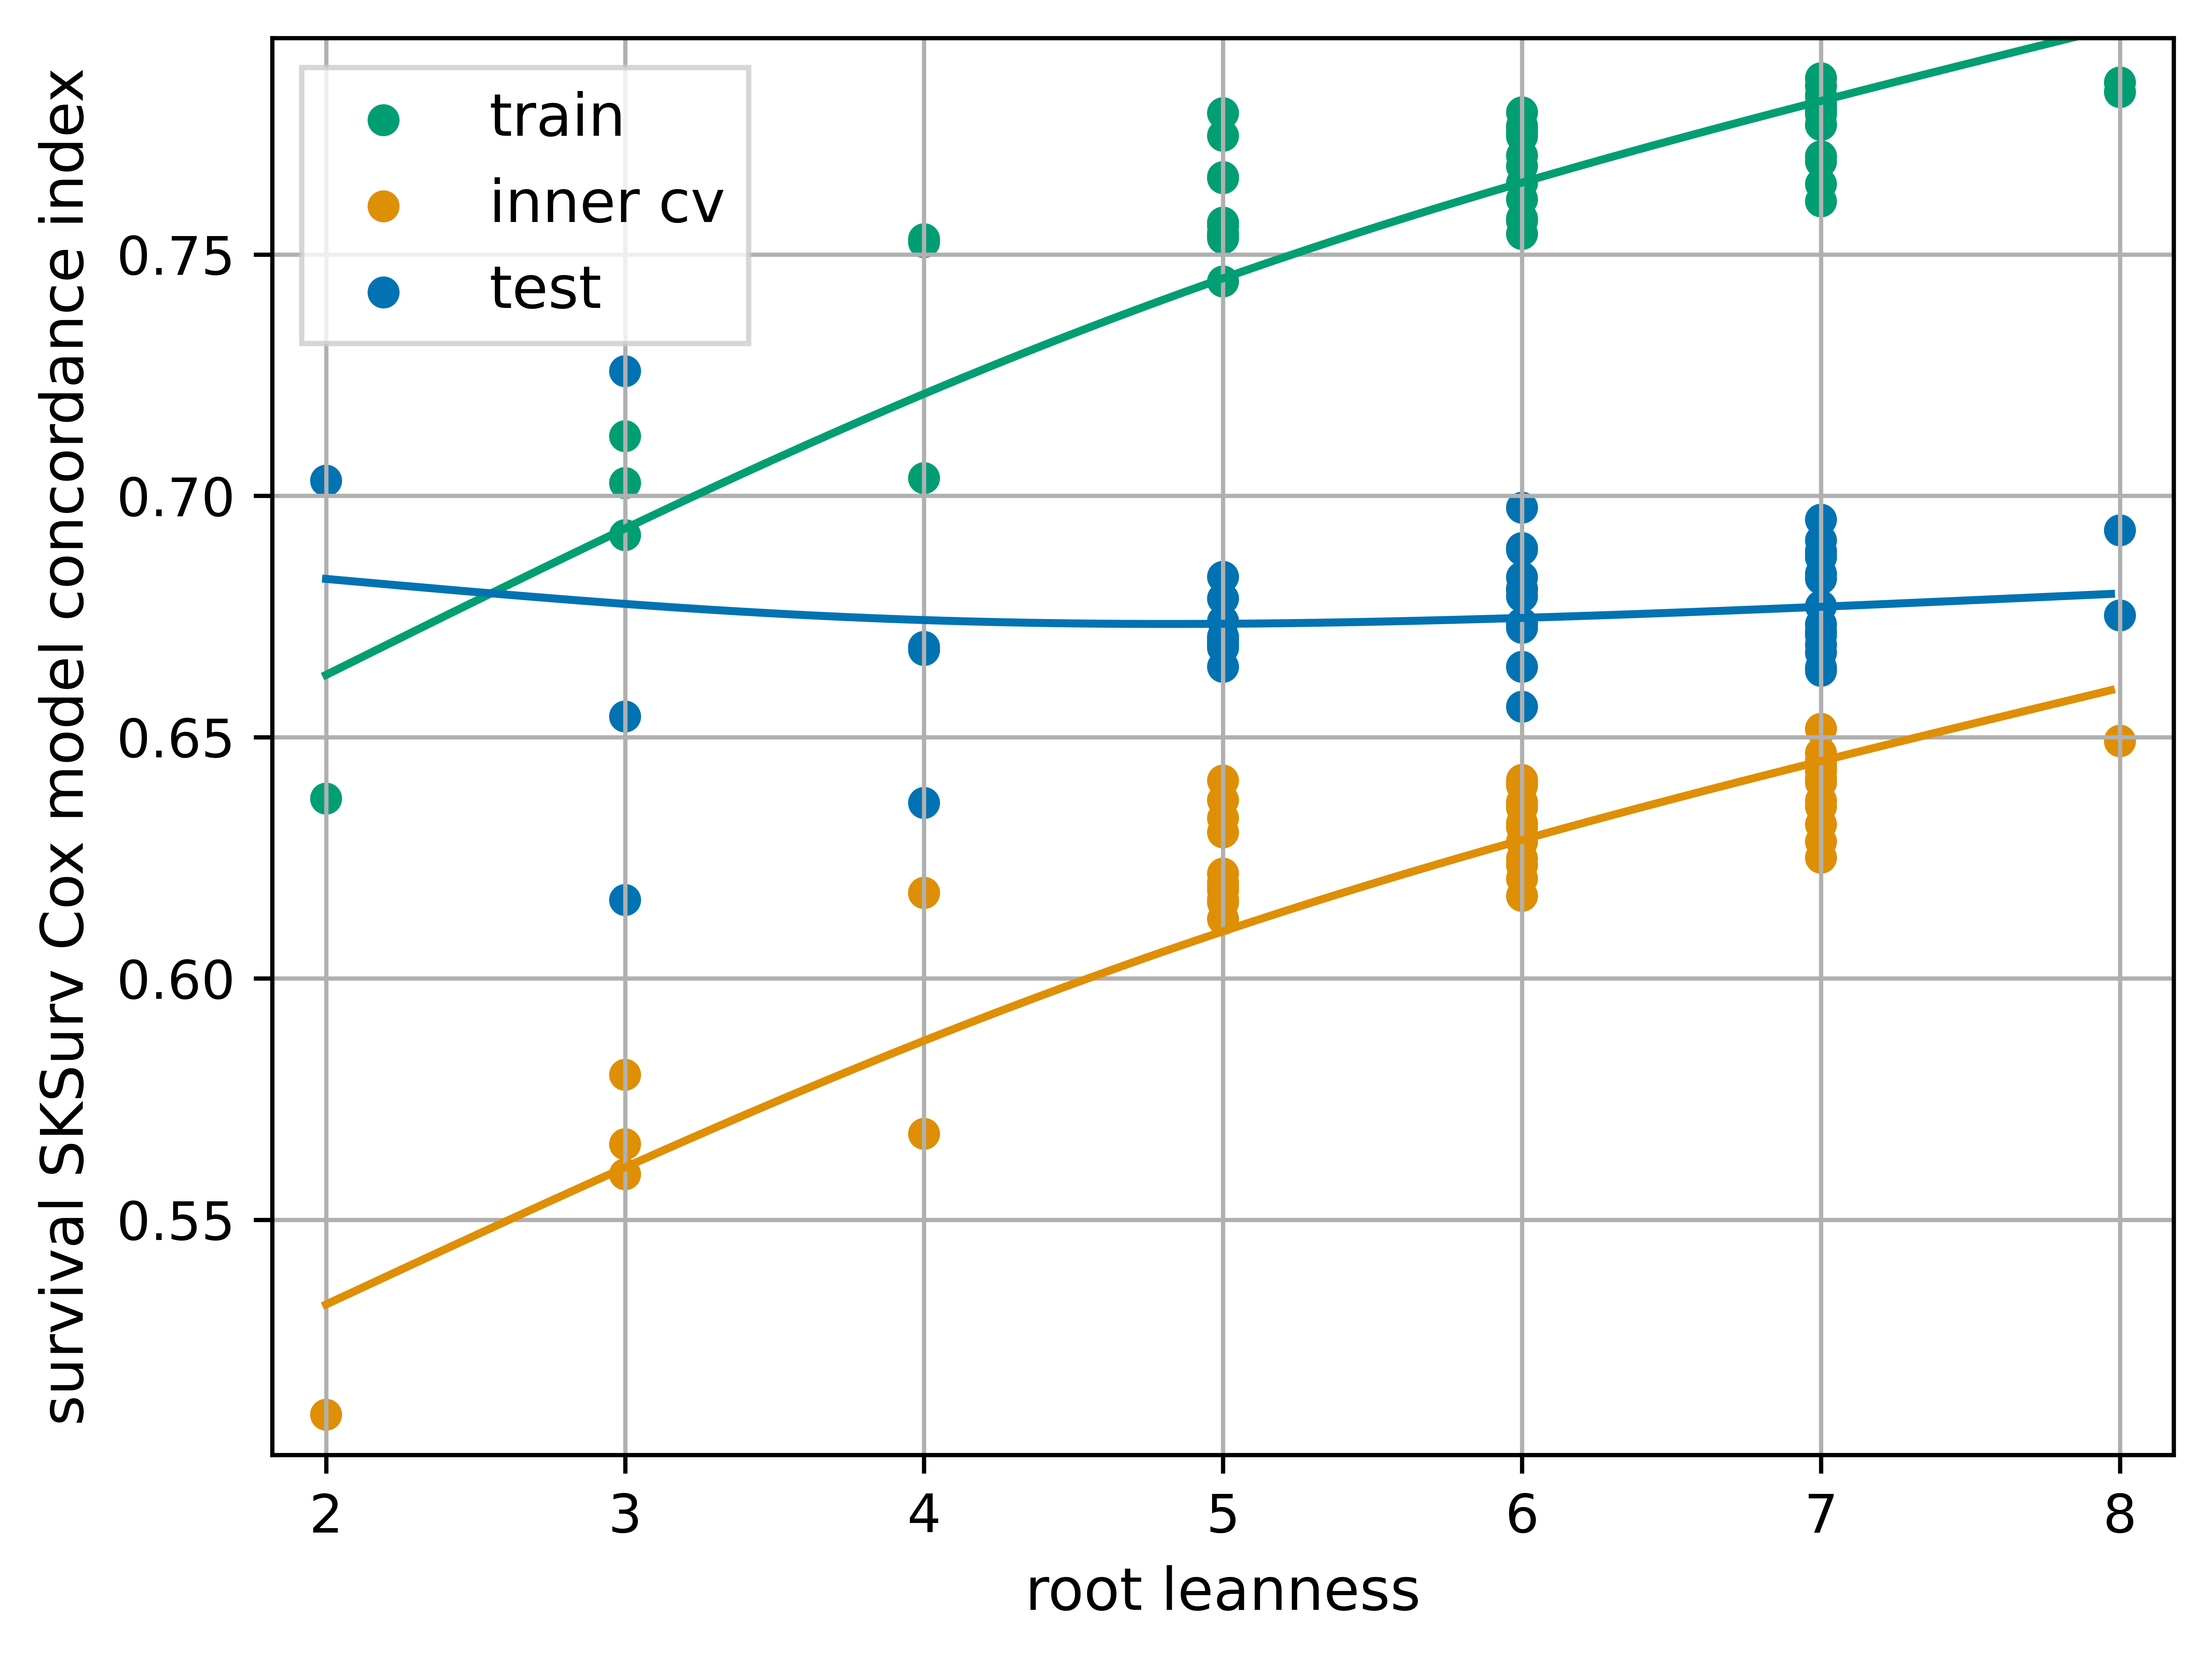 survival SKSurv Cox model concordance index
train
inner cv
test
0.75
0.70
0.65
0.60
0.55
2 3 4 5 6 7 8
root leanness